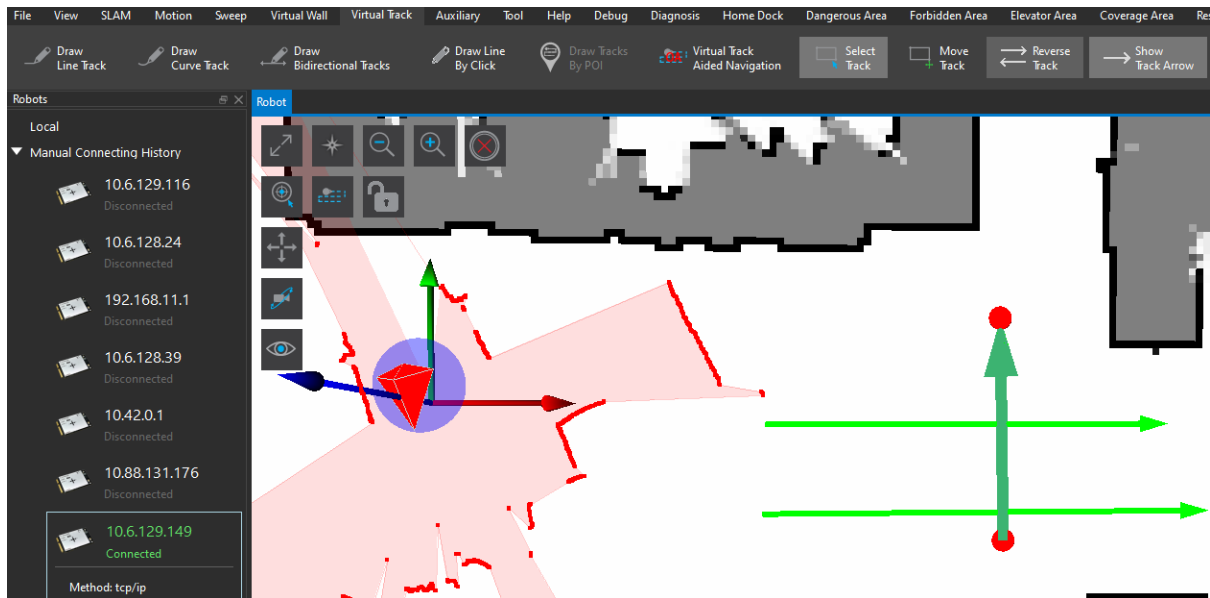 File View SLAM Motion Sweep Virtual Wall Virtual Track Auxiliary Tool Help Debug Diagnosis Home Dock Dangerous Area Forbidden Area Elevator Area Coverage Area
Draw
Line Track
Draw
Curve Track
Draw
Bidirectional Tracks
Draw Line
By Click
Draw Tracks
By POI
Virtual Track
Aided Navigation
Select
Track
Move
Track
Reverse
Track
Show
Track Arrow
Robots
Robot
Local
Manual Connecting History
10.6.129.116
Disconnected
10.6.128.24
Disconnected
192.168.11.1
Disconnected
10.6.128.39
Disconnected
10.42.0.1
Disconnected
10.88.131.176
Disconnected
10.6.129.149
Connected
Method: tcp/ip